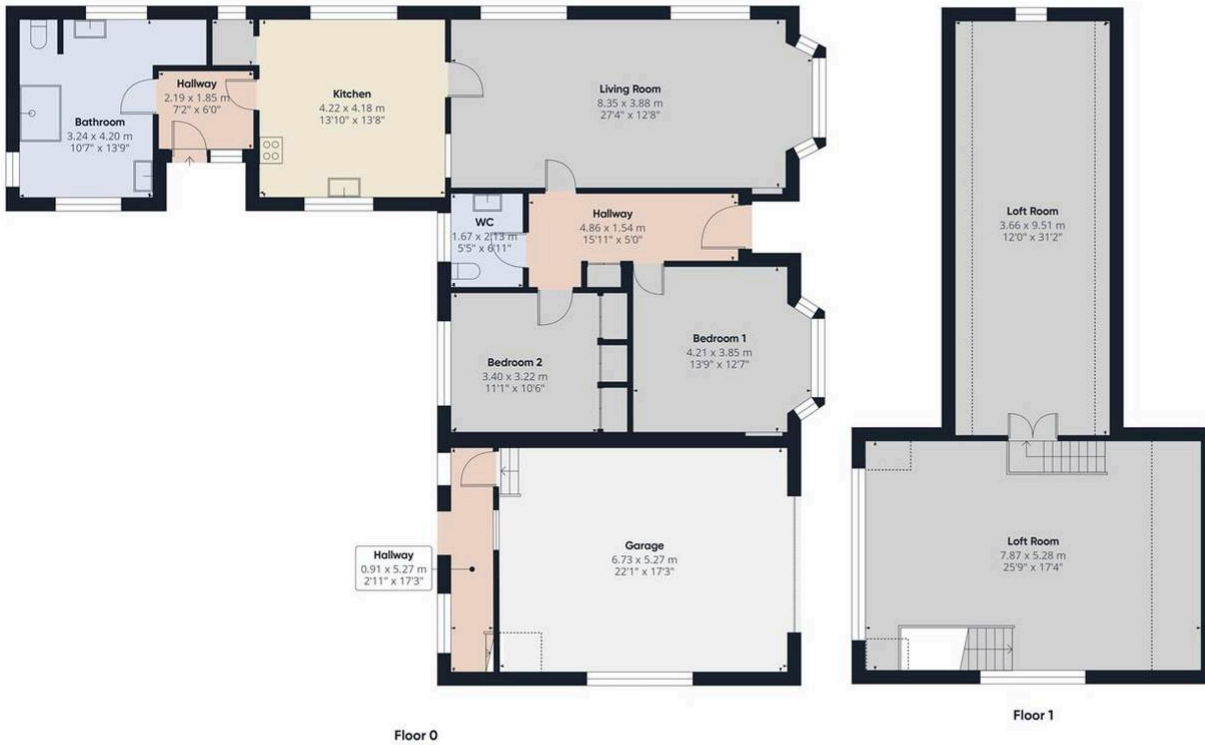 Bathroom
3.24 x 4.20 m
10'7" x 13'9"
Hallway
2.19 x 1.85 m
7'2" x 6'0"
Kitchen
4.22 x 4.18 m
13'10" x 13'8"
Living Room
8.35 x 3.88 m
27'4" x 12'8"
WC
1.67 x 2.13 m
5'5" x 6'11"
Hallway
4.86 x 1.54 m
15'11" x 5'0"
Bedroom 2
3.40 x 3.22 m
11'1" x 10'6"
Bedroom 1
4.21 x 3.85 m
13'9" x 12'7"
Hallway
0.91 x 5.27 m
2'11" x 17'3"
Garage
6.73 x 5.27 m
22'1" x 17'3"
Floor 0
Loft Room
3.66 x 9.51 m
12'0" x 31'2"
Loft Room
7.87 x 5.28 m
25'9" x 17'4"
Floor 1